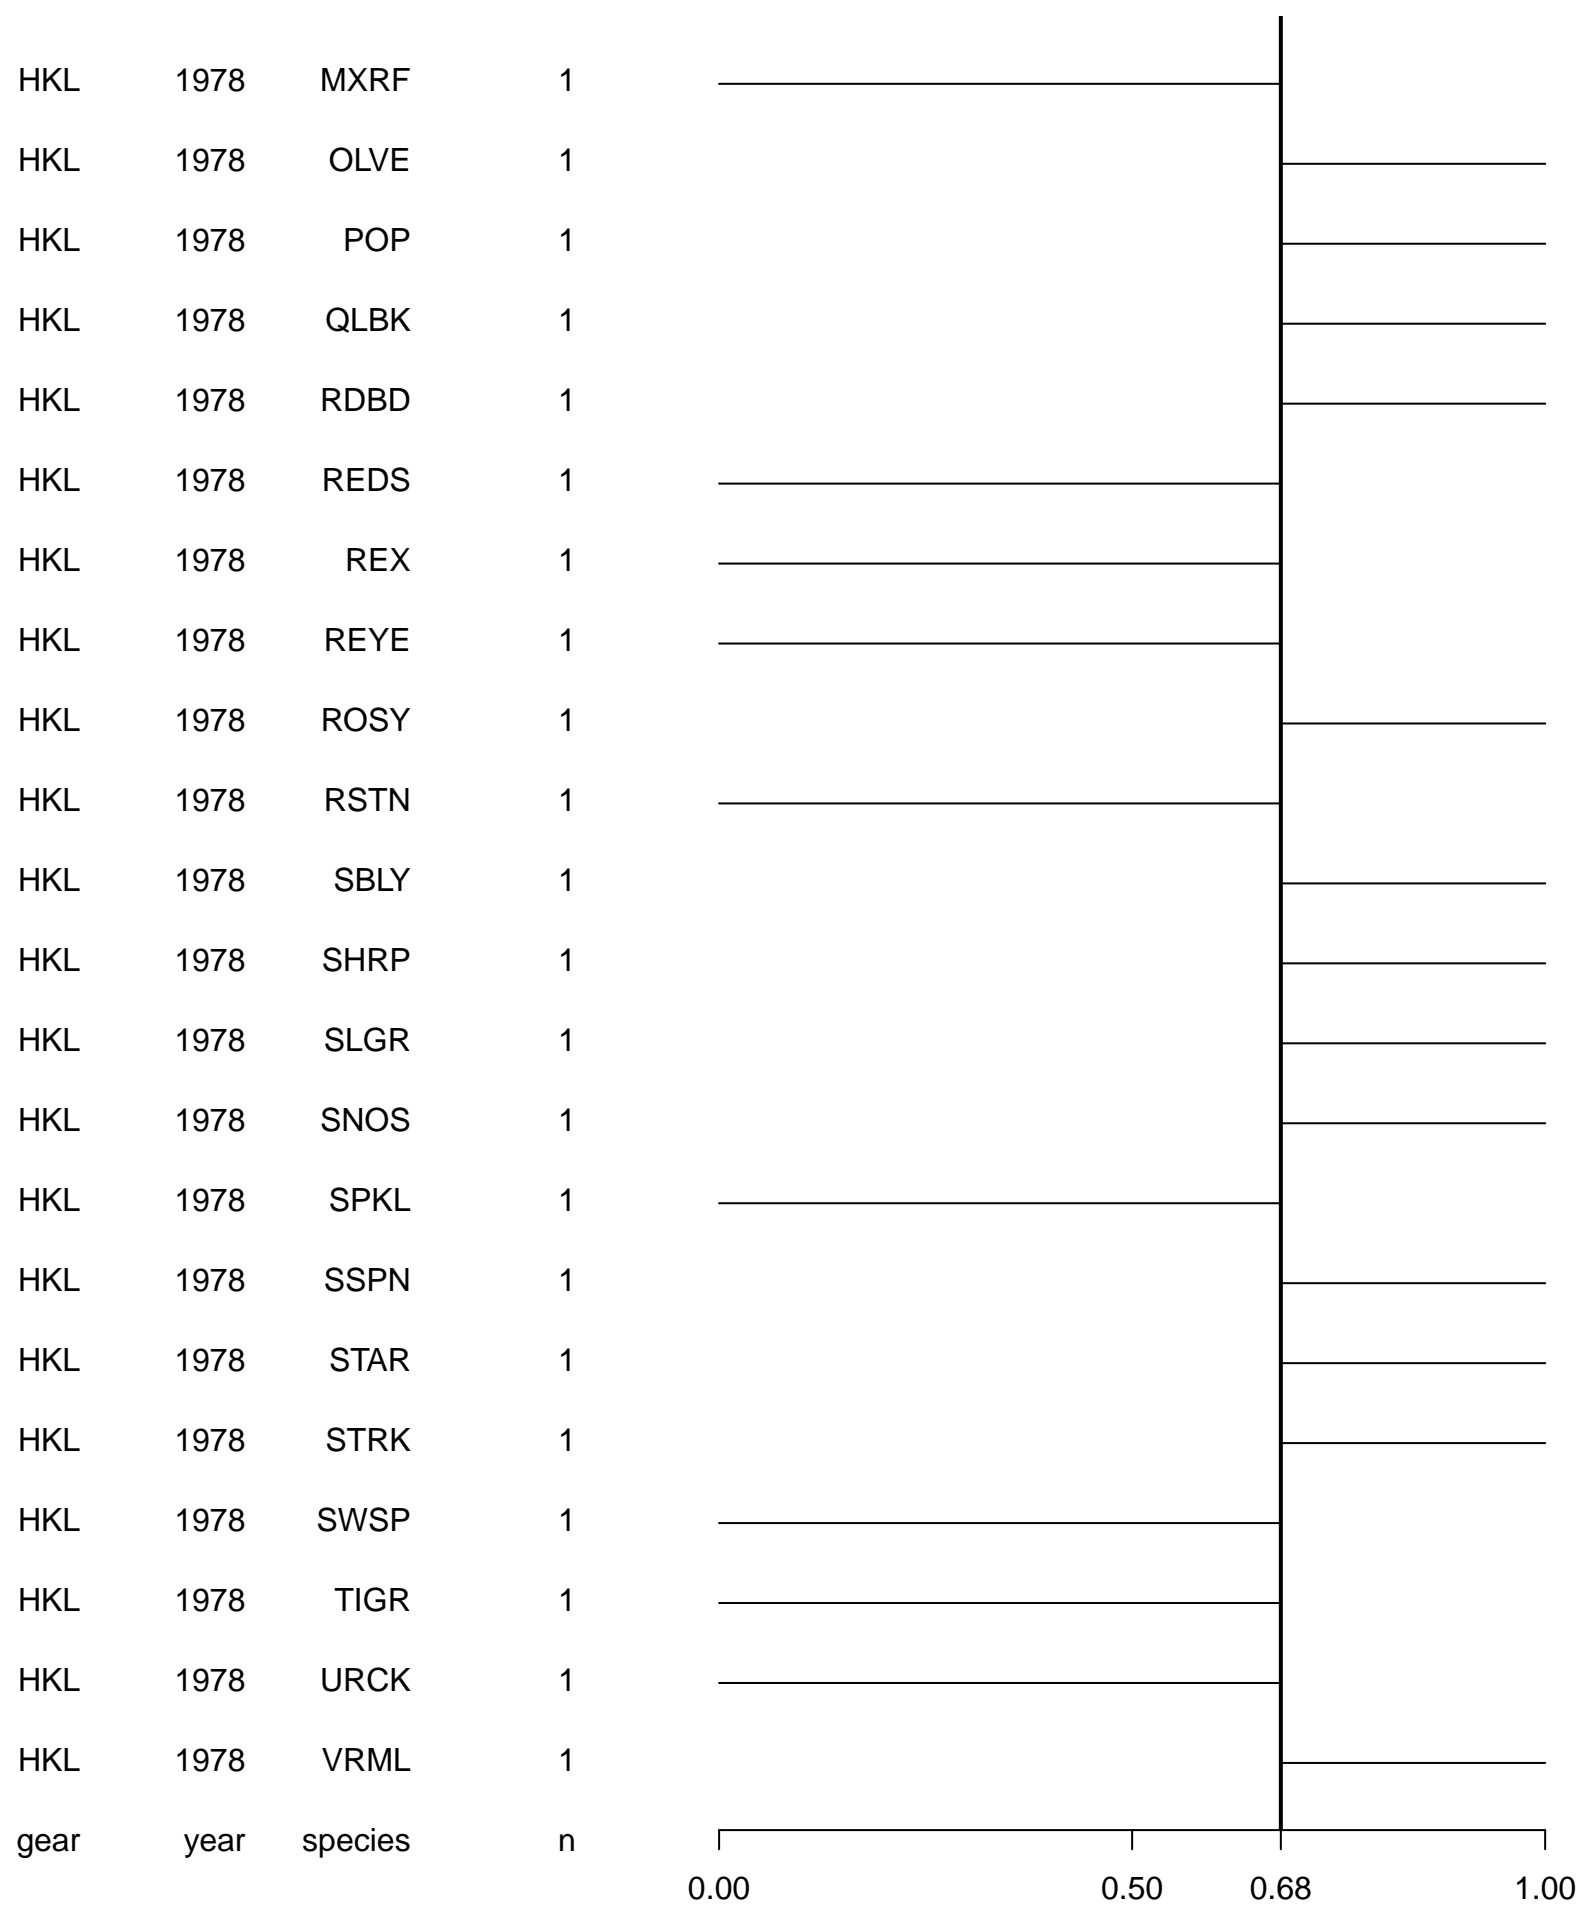 HKL 1978 MXRF 1
HKL 1978 OLVE 1
HKL 1978 POP 1
HKL 1978 QLBK 1
HKL 1978 RDBD 1
HKL 1978 REDS 1
HKL 1978 REX 1
HKL 1978 REYE 1
HKL 1978 ROSY 1
HKL 1978 RSTN 1
HKL 1978 SBLY 1
HKL 1978 SHRP 1
HKL 1978 SLGR 1
HKL 1978 SNOS 1
HKL 1978 SPKL 1
HKL 1978 SSPN 1
HKL 1978 STAR 1
HKL 1978 STRK 1
HKL 1978 SWSP 1
HKL 1978 TIGR 1
HKL 1978 URCK 1
HKL 1978 VRML 1
gear year species n
0.00 0.50 0.68 1.00